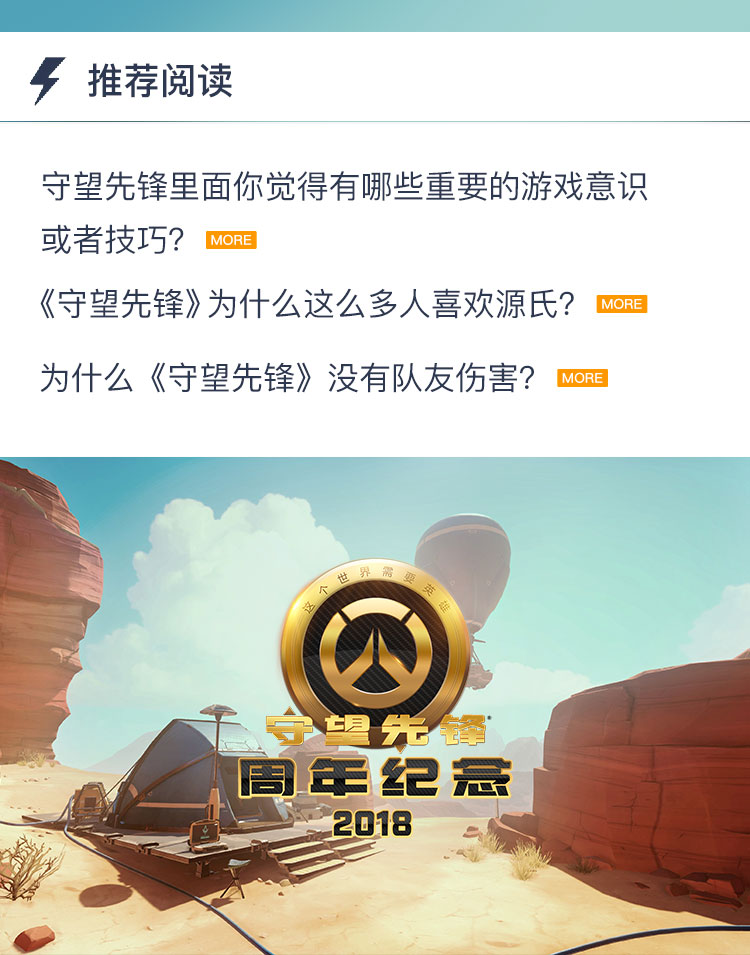 推荐阅读
守望先锋里面你觉得有哪些重要的游戏意识
或者技巧? MORE
《守望先锋》为什么这么多人喜欢源氏? MORE
为什么《守望先锋》没有队友伤害? MORE
这个世界需要英雄
守望先锋
周年纪念
2018